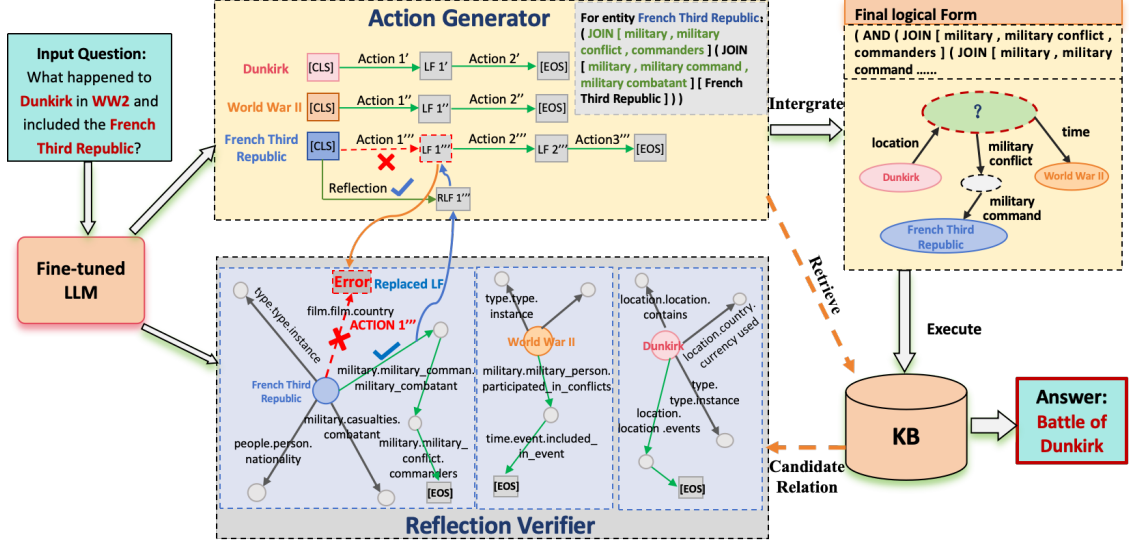 Input Question:
What happened to
Dunkirk in WW2 and
included the French
Third Republic?
Fine-tuned
LLM
Action Generator
Dunkirk
[CLS]
Action 1'
LF 1'
Action 2'
[EOS]
World War II
[CLS]
Action 1''
LF 1''
Action 2''
[EOS]
French Third
Republic
[CLS]
Action 1'''
LF 1'''
Action 2'''
LF 2'''
Action3'''
[EOS]
Reflection
RLF 1'''
For entity French Third Republic:
( JOIN [ military , military
conflict , commanders ] ( JOIN
[ military , military command ,
military combatant ] [ French
Third Republic ] ) )
Intergrate
Final logical Form
( AND ( JOIN [ military , military conflict ,
commanders ] ( JOIN [ military , military
command ......
?
location
time
military
conflict
Dunkirk
World War II
military
command
French Third
Republic
Retrieve
Execute
KB
Candidate
Relation
Answer:
Battle of
Dunkirk
Error
Replaced LF
type.type.instance
film.film.country
ACTION 1'''
French Third
Republic
military.military_comman.
military_combatant
military.casualties.
combatant
people.person.
nationality
military.military_
conflict.
commanders
[EOS]
type.type.
instance
World War II
military.military_person.
participated_in_conflicts
time.event.included_
in_event
[EOS]
location.location.
contains
location.country.
currency used
Dunkirk
type.
type.instance
location.
location .events
[EOS]
Reflection Verifier